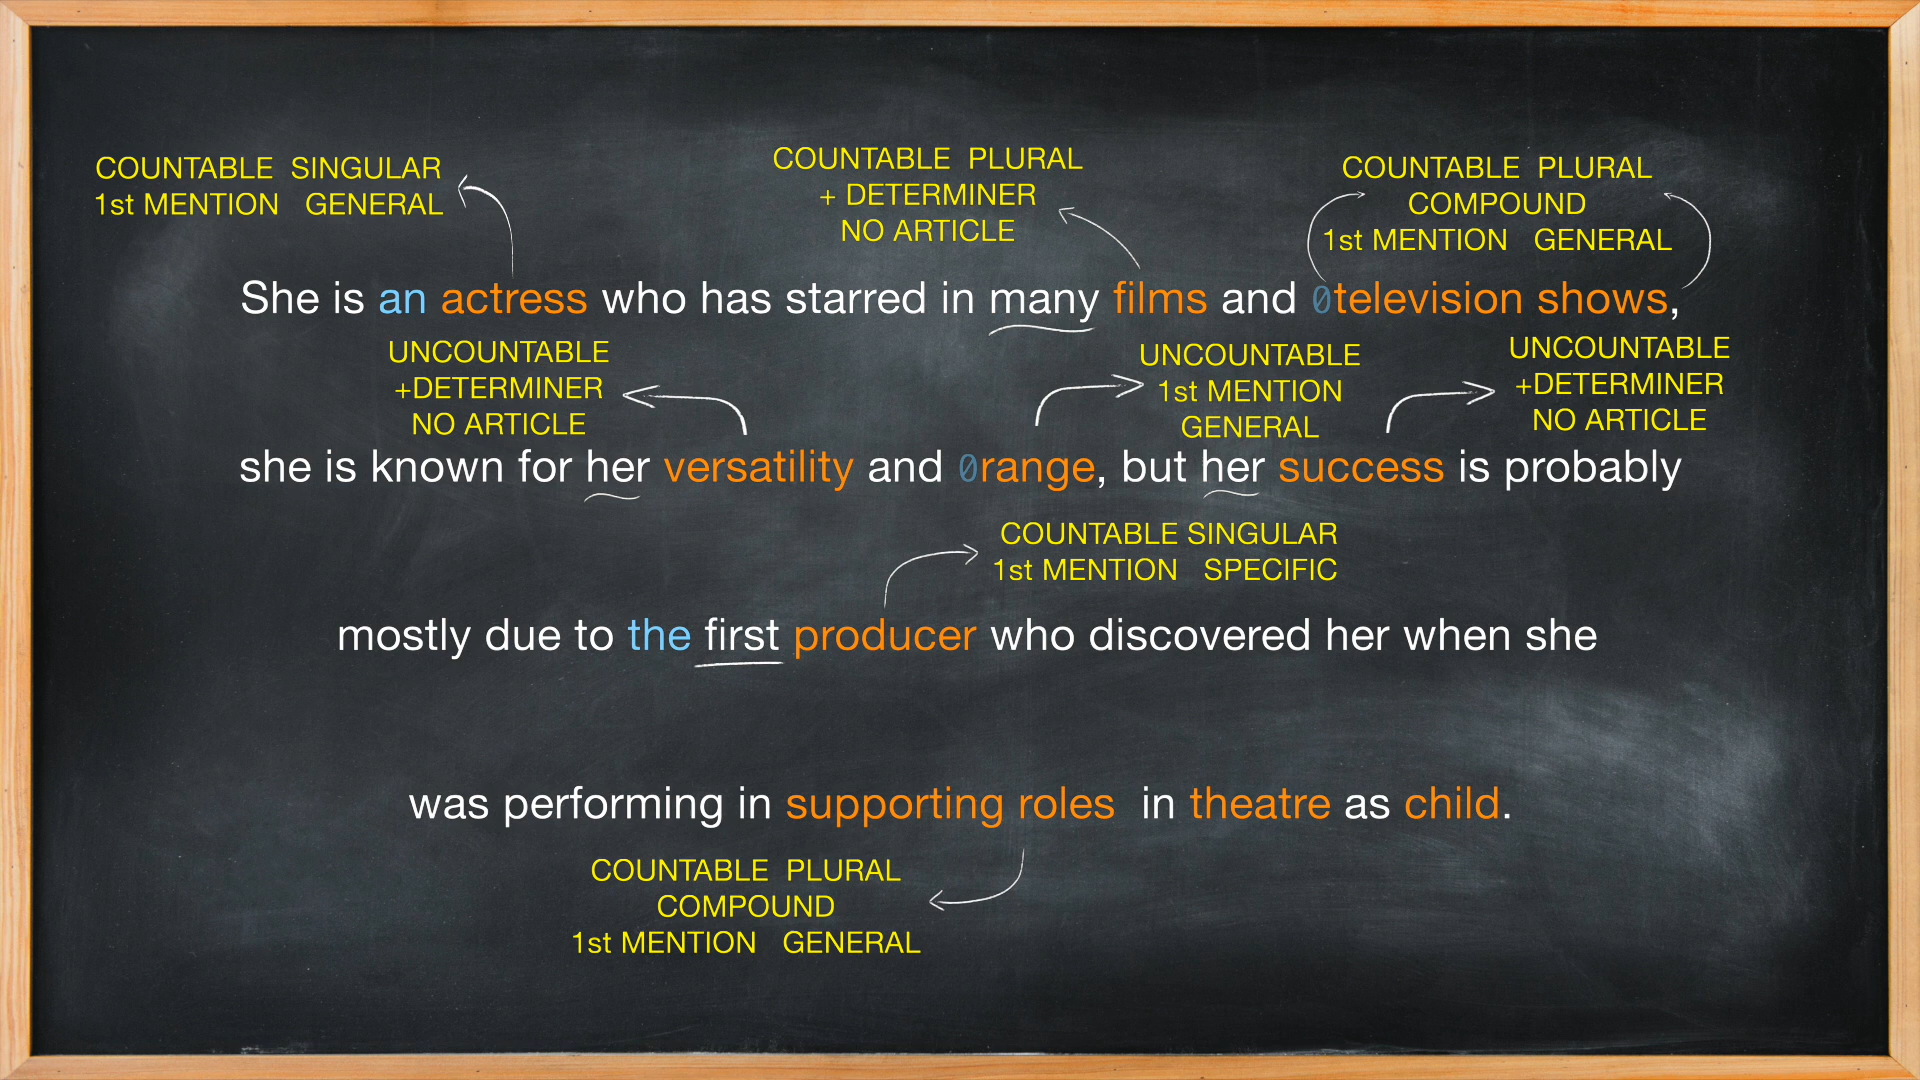 COUNTABLE SINGULAR
1st MENTION GENERAL
COUNTABLE PLURAL
+ DETERMINER
NO ARTICLE
COUNTABLE PLURAL
COMPOUND
1st MENTION GENERAL
She is an actress who has starred in many films and 0television shows,
UNCOUNTABLE
+DETERMINER
NO ARTICLE
UNCOUNTABLE
1st MENTION
GENERAL
UNCOUNTABLE
+DETERMINER
NO ARTICLE
she is known for her versatility and 0range, but her success is probably
COUNTABLE SINGULAR
1st MENTION SPECIFIC
mostly due to the first producer who discovered her when she
was performing in supporting roles in theatre as child.
COUNTABLE PLURAL
COMPOUND
1st MENTION GENERAL